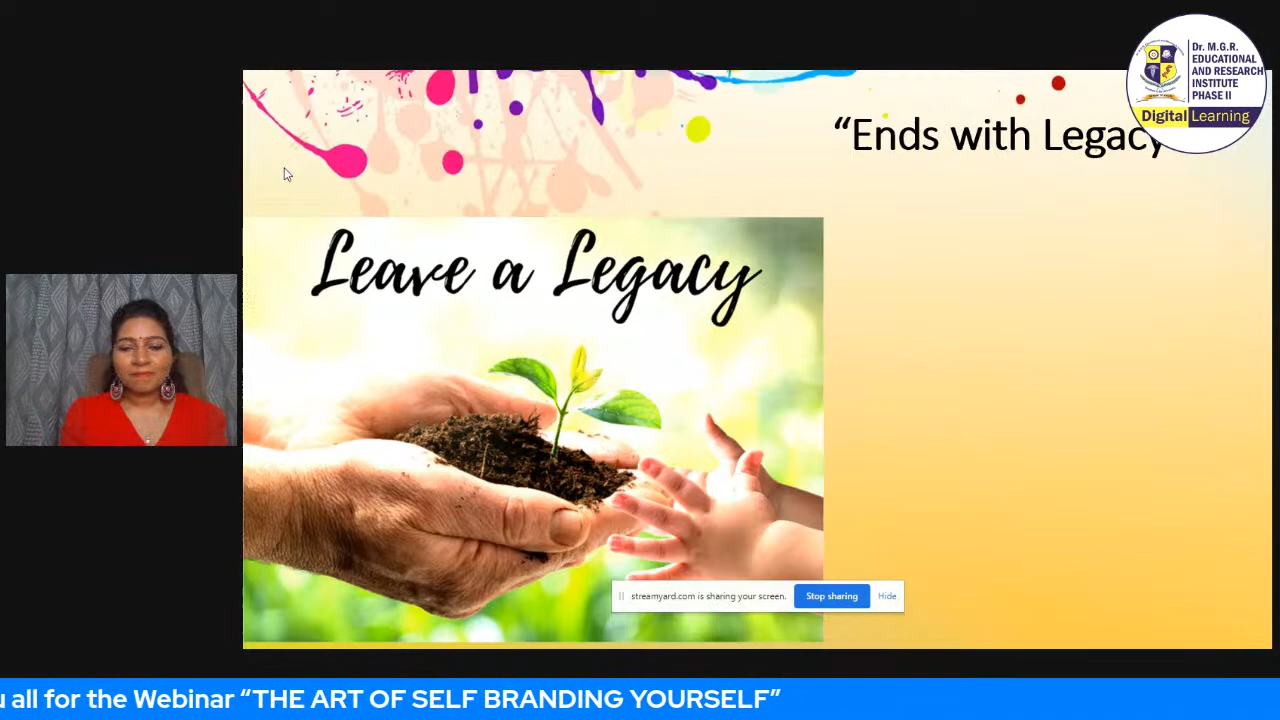 Dr. M.G.R.
EDUCATIONAL
AND RESEARCH
INSTITUTE
PHASE II
Digital Learning
“Ends with Legacy
Leave a Legacy
streamyard.com is sharing your screen.
Stop sharing
Hide
all for the Webinar “THE ART OF SELF BRANDING YOURSELF”